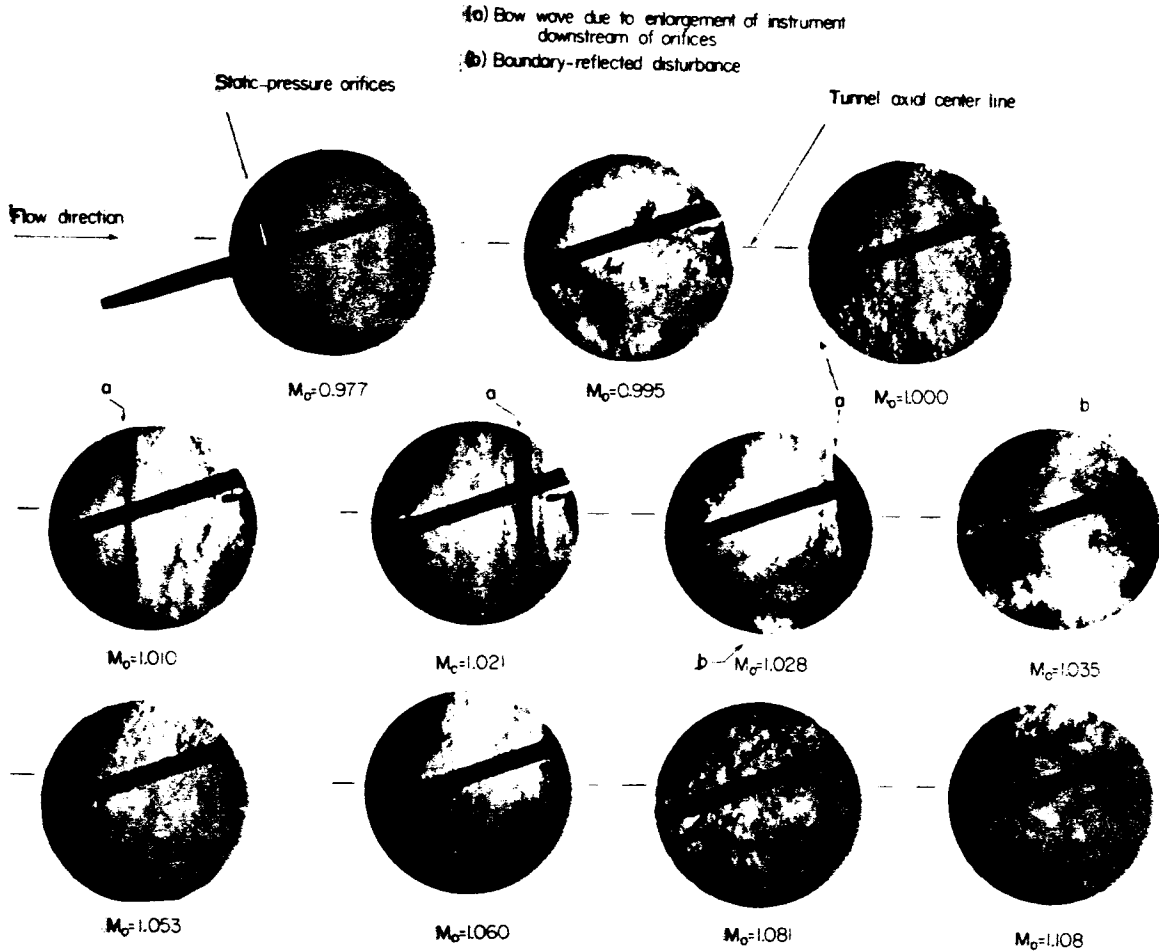 (a) Bow wave due to enlargement of instrument
downstream of orifices
(b) Boundary-reflected disturbance
Static-pressure orifices
Tunnel axial center line
Flow direction
M₀=0.977
M₀=0.995
M₀=1.000
a
a
a
b
M₀=1.010
M₀=1.021
b
M₀=1.028
M₀=1.035
M₀=1.053
M₀=1.060
M₀=1.081
M₀=1.108